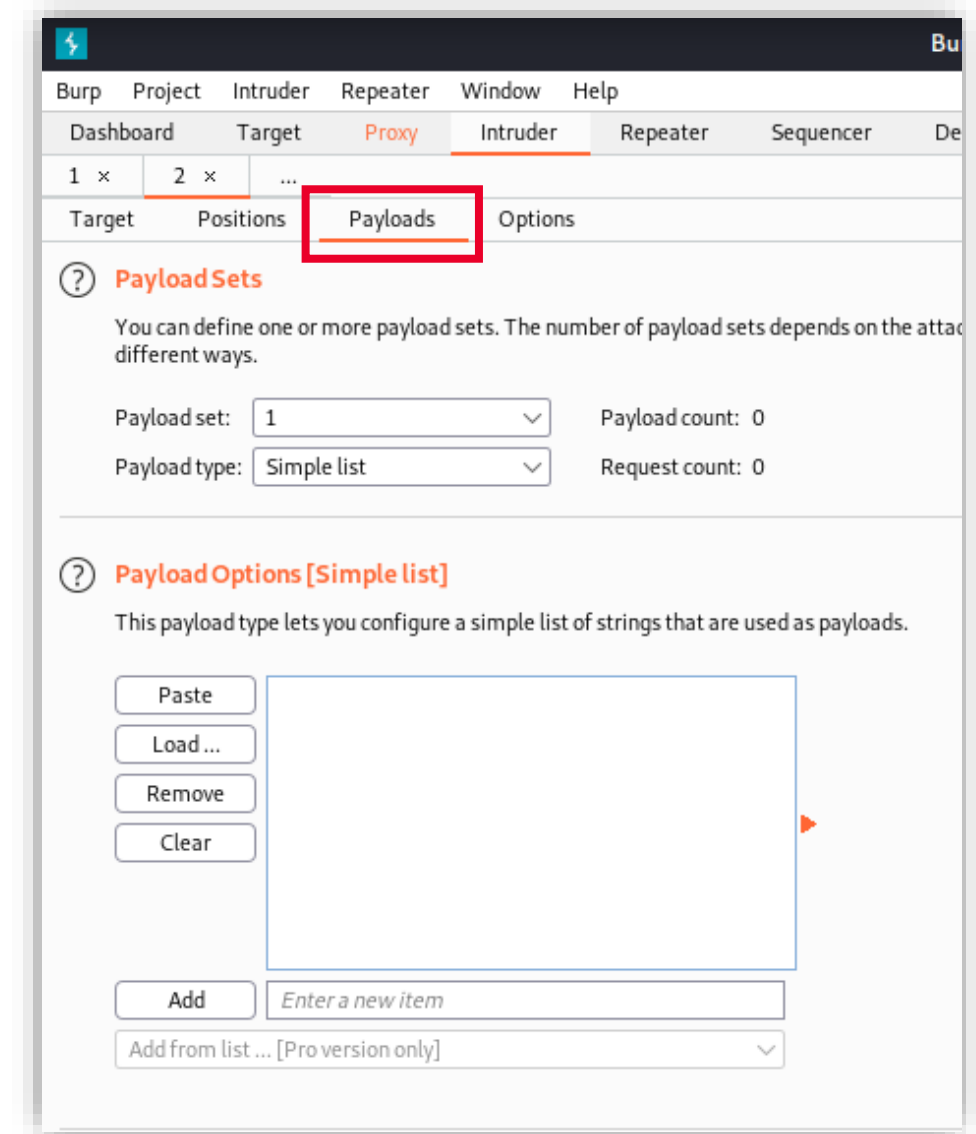 Bu
Burp Project Intruder Repeater Window Help
Dashboard Target Proxy Intruder Repeater Sequencer De
1 × 2 × ...
Target Positions Payloads Options
? Payload Sets
You can define one or more payload sets. The number of payload sets depends on the attac
different ways.
Payload set: 1 Payload count: 0
Payload type: Simple list Request count: 0
? Payload Options [Simple list]
This payload type lets you configure a simple list of strings that are used as payloads.
Paste
Load ...
Remove
Clear
Add Enter a new item
Add from list ... [Pro version only]